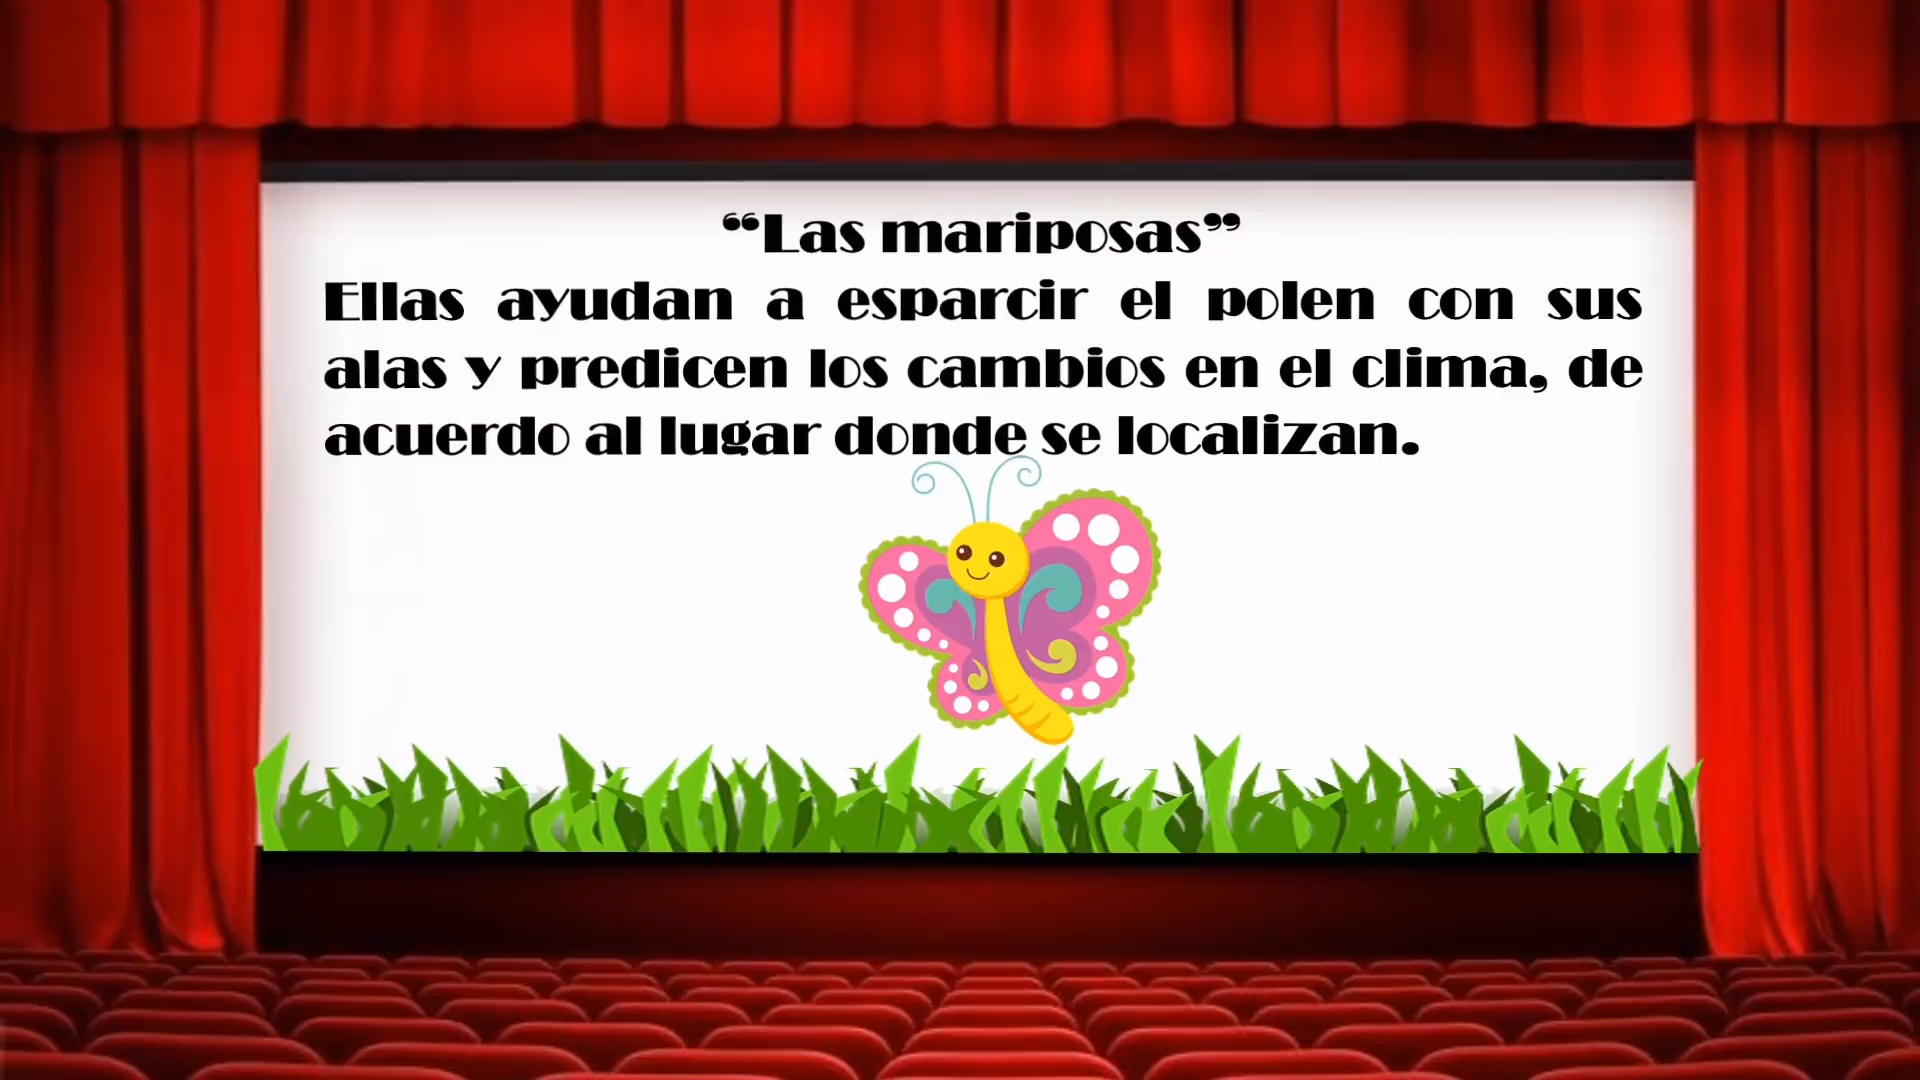 “Las mariposas”
Ellas ayudan a esparcir el polen con sus
alas y predicen los cambios en el clima, de
acuerdo al lugar donde se localizan.